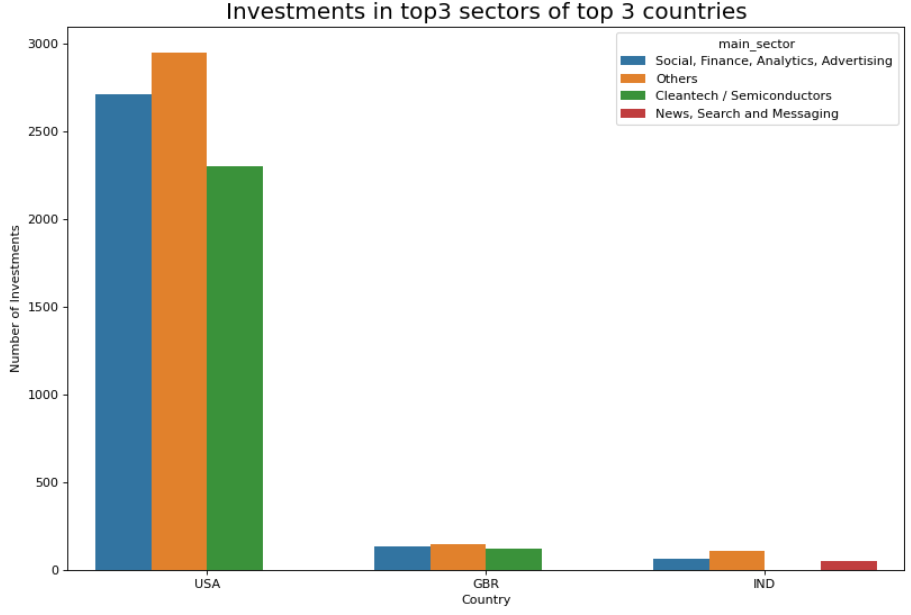 Investments in top3 sectors of top 3 countries
main_sector
Social, Finance, Analytics, Advertising
Others
Cleantech / Semiconductors
News, Search and Messaging
Number of Investments
3000
2500
2000
1500
1000
500
0
USA GBR IND
Country